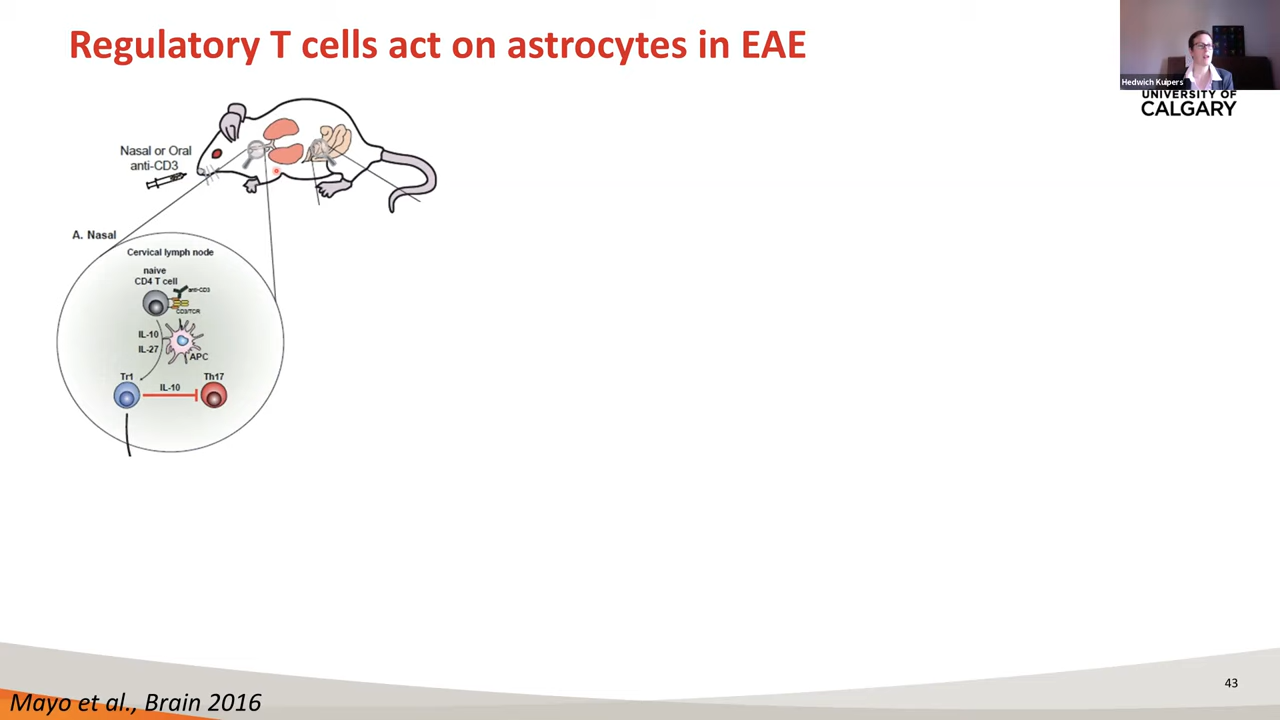 Regulatory T cells act on astrocytes in EAE
Hedwich Kuipers
UNIVERSITY OF
CALGARY
Nasal or Oral
anti-CD3
A. Nasal
Cervical lymph node
naive
CD4 T cell
anti-CD3
CD3/TCR
IL-10
IL-27
APC
Tr1
IL-10
Th17
43
Mayo et al., Brain 2016